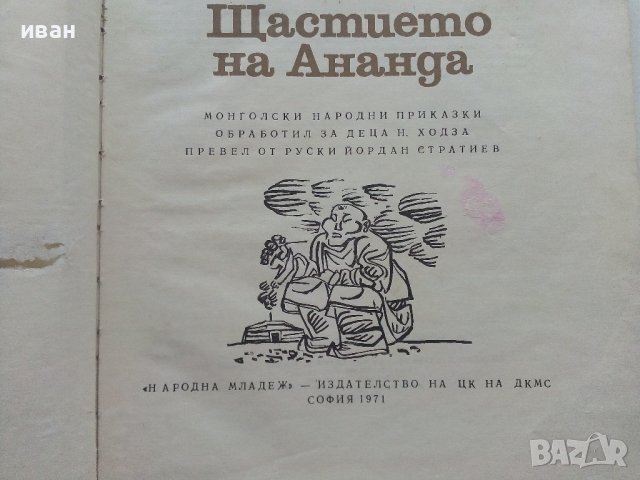 иван
Щастието
на Ананда
МОНГОЛСКИ НАРОДНИ ПРИКАЗКИ
ОБРАБОТИЛ ЗА ДЕЦА Н. ХОДЗА
ПРЕВЕЛ ОТ РУСКИ ЙОРДАН СТРАТИЕВ
«НАРОДНА МЛАДЕЖ» — ИЗДАТЕЛСТВО НА ЦК НА ДКМС
СОФИЯ 1971
BAZAR
bg